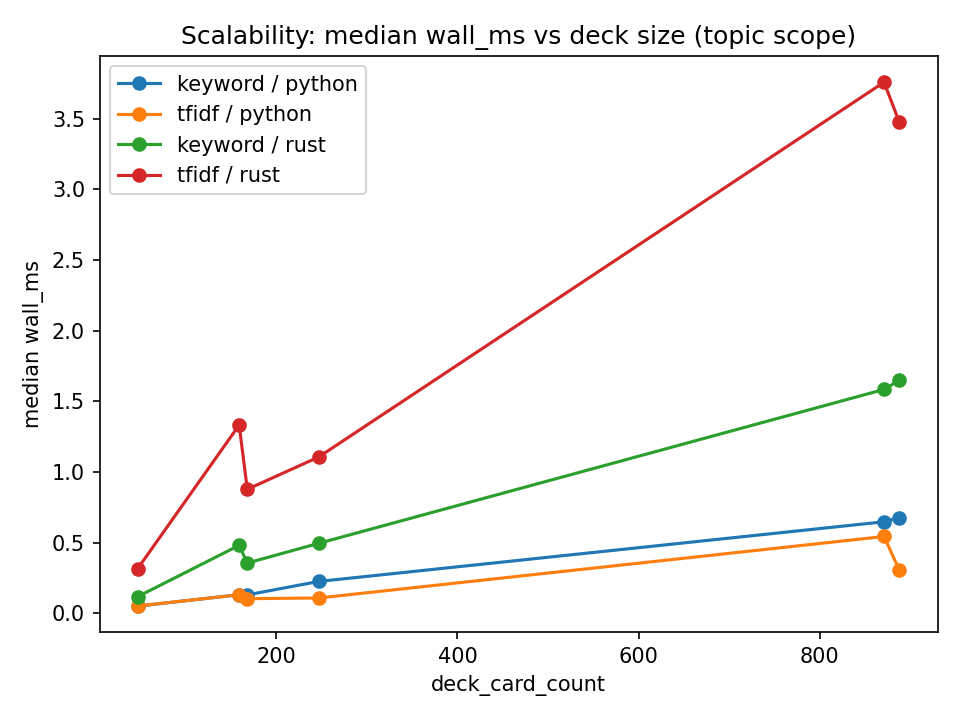 Scalability: median wall_ms vs deck size (topic scope)
keyword / python
tfidf / python
keyword / rust
tfidf / rust
3.5
3.0
2.5
2.0
1.5
1.0
0.5
0.0
median wall_ms
200 400 600 800
deck_card_count